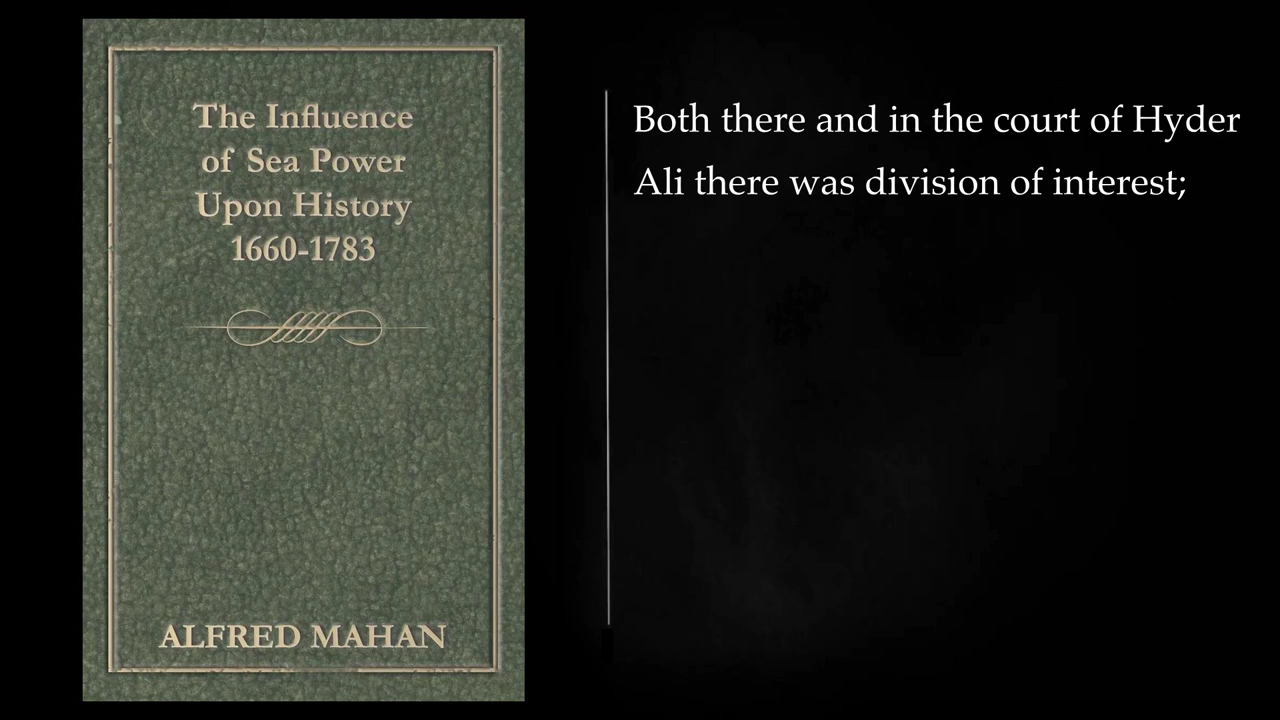 The Influence
of Sea Power
Upon History
1660-1783
ALFRED MAHAN
Both there and in the court of Hyder
Ali there was division of interest;